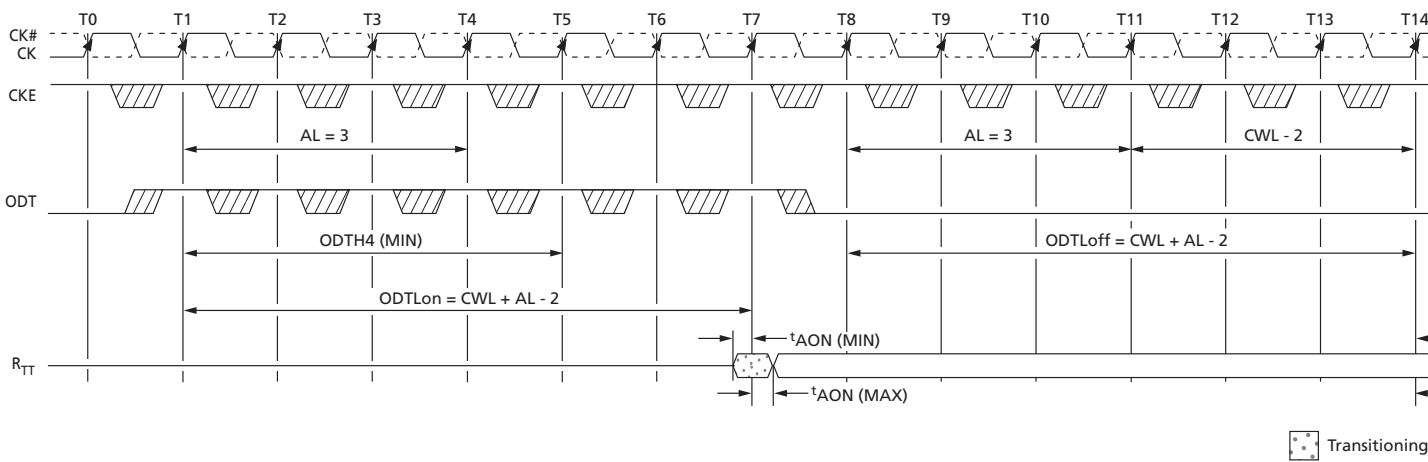 T0 T1 T2 T3 T4 T5 T6 T7 T8 T9 T10 T11 T12 T13 T14
CK#
CK
CKE
AL = 3 AL = 3 CWL - 2
ODT
ODTH4 (MIN) ODTLoff = CWL + AL - 2
ODTLon = CWL + AL - 2
tAON (MIN)
RTT
tAON (MAX)
Transitioning